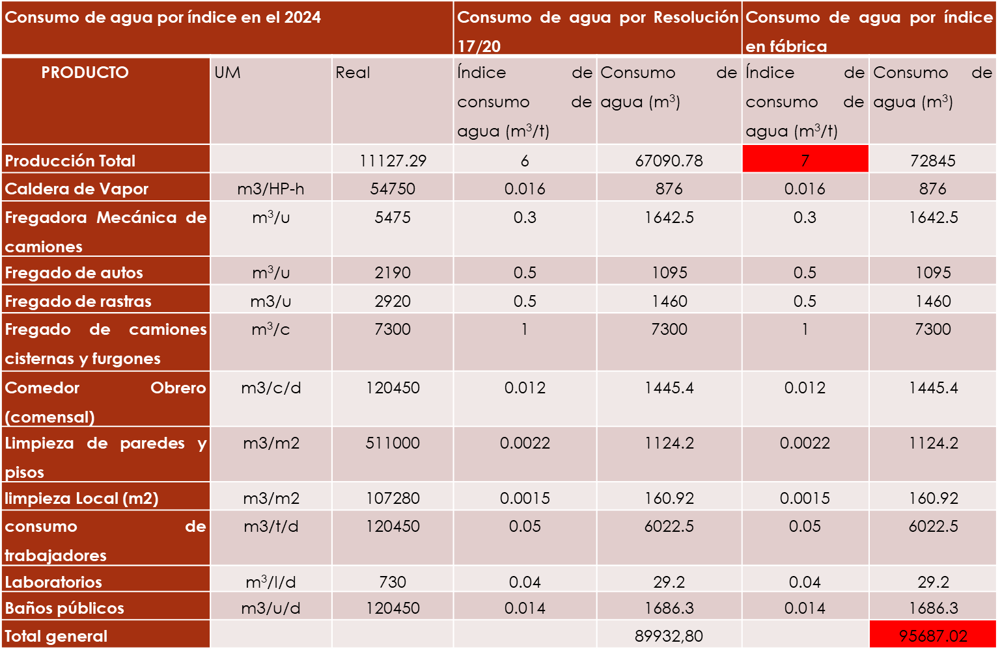 Consumo de agua por índice en el 2024
Consumo de agua por Resolución
17/20
Consumo de agua por índice
en fábrica
PRODUCTO
UM
Real
Índice de
consumo de
agua (m³/t)
Consumo de
agua (m³)
Índice de
consumo de
agua (m³/t)
Consumo de
agua (m³)
Producción Total
11127.29
6
67090.78
7
72845
Caldera de Vapor
m3/HP-h
54750
0.016
876
0.016
876
Fregadora Mecánica de
camiones
m³/u
5475
0.3
1642.5
0.3
1642.5
Fregado de autos
m³/u
2190
0.5
1095
0.5
1095
Fregado de rastras
m3/u
2920
0.5
1460
0.5
1460
Fregado de camiones
cisternas y furgones
m³/c
7300
1
7300
1
7300
Comedor Obrero
(comensal)
m3/c/d
120450
0.012
1445.4
0.012
1445.4
Limpieza de paredes y
pisos
m3/m2
511000
0.0022
1124.2
0.0022
1124.2
limpieza Local (m2)
m3/m2
107280
0.0015
160.92
0.0015
160.92
consumo de
trabajadores
m3/t/d
120450
0.05
6022.5
0.05
6022.5
Laboratorios
m³/l/d
730
0.04
29.2
0.04
29.2
Baños públicos
m3/u/d
120450
0.014
1686.3
0.014
1686.3
Total general
89932,80
95687.02